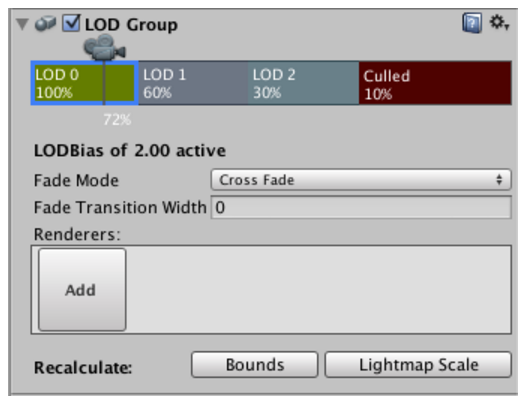 LOD Group
LOD 0 LOD 1 LOD 2 Culled
100% 60% 30% 10%
72%
LODBias of 2.00 active
Fade Mode Cross Fade
Fade Transition Width 0
Renderers:
Add
Recalculate: Bounds Lightmap Scale